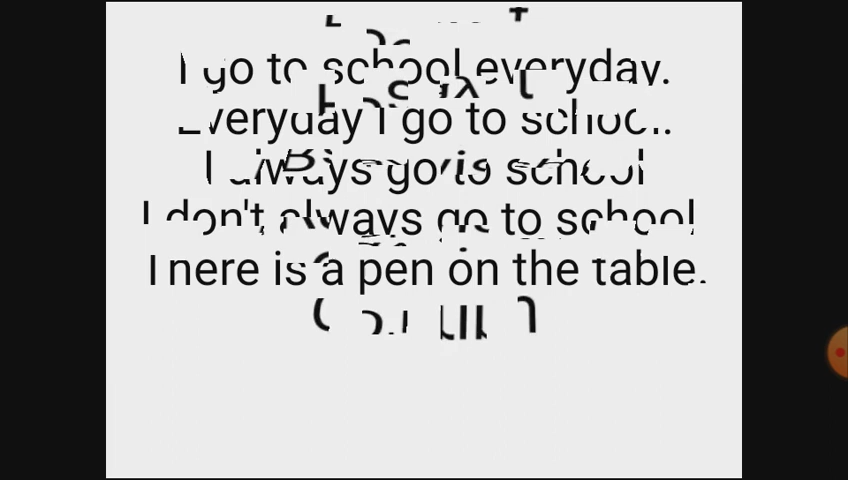 I go to school everyday.
Everyday I go to school.
I always go to school
I don't always go to school
There is a pen on the table.